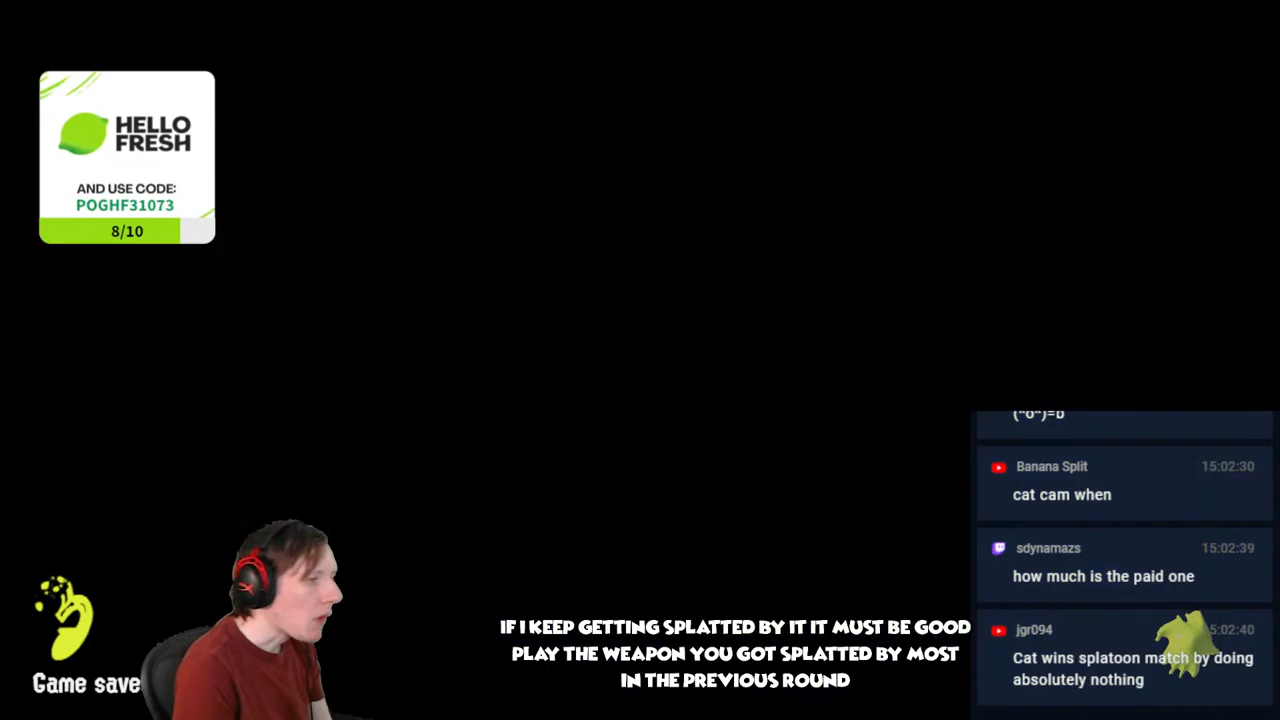 HELLO
FRESH
AND USE CODE:
POGHF31073
8/10
(^o^)=b
Banana Split 15:02:30
cat cam when
sdynamazs 15:02:39
how much is the paid one
jgr094 5:02:40
Cat wins splatoon match by doing
absolutely nothing
IF I KEEP GETTING SPLATTED BY IT IT MUST BE GOOD
PLAY THE WEAPON YOU GOT SPLATTED BY MOST
IN THE PREVIOUS ROUND
Game save